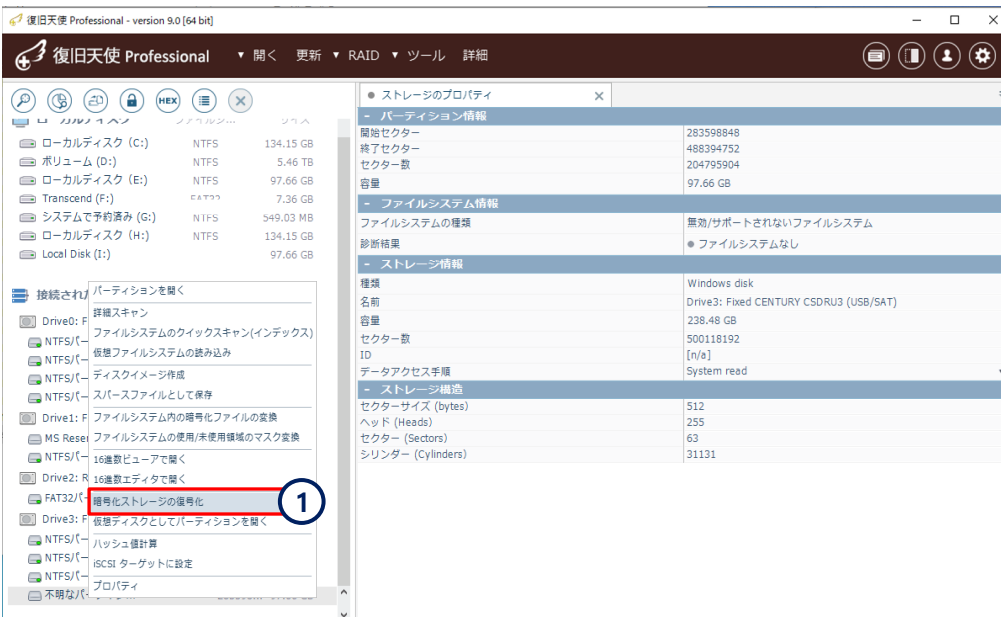 復旧天使 Professional - version 9.0 [64 bit]
復旧天使 Professional ▼ 開く 更新 ▼ RAID ▼ ツール 詳細
HEX
ストレージのプロパティ
ローカルディスク (C:) NTFS 134.15 GB
ボリューム (D:) NTFS 5.46 TB
ローカルディスク (E:) NTFS 97.66 GB
Transcend (F:) FAT32 7.36 GB
システムで予約済み (G:) NTFS 549.03 MB
ローカルディスク (H:) NTFS 134.15 GB
Local Disk (I:) 97.66 GB
接続され
Drive0: F
NTFSパー
NTFSパー
NTFSパー
NTFSパー
Drive1: F
MS Rese
NTFSパー
Drive2: R
FAT32パー
Drive3: F
NTFSパー
NTFSパー
NTFSパー
不明なパー
パーティションを開く
詳細スキャン
ファイルシステムのクイックスキャン(インデックス)
仮想ファイルシステムの読み込み
ディスクイメージ作成
スパースファイルとして保存
ファイルシステム内の暗号化ファイルの変換
ファイルシステムの使用/未使用領域のマスク変換
16進数ビューアで開く
16進数エディタで開く
暗号化ストレージの復号化
1
仮想ディスクとしてパーティションを開く
ハッシュ値計算
iSCSI ターゲットに設定
プロパティ
- パーティション情報
開始セクター 283598848
終了セクター 488394752
セクター数 204795904
容量 97.66 GB
- ファイルシステム情報
ファイルシステムの種類 無効/サポートされないファイルシステム
診断結果 ファイルシステムなし
- ストレージ情報
種類 Windows disk
名前 Drive3: Fixed CENTURY CSDRU3 (USB/SAT)
容量 238.48 GB
セクター数 500118192
ID [n/a]
データアクセス手順 System read
- ストレージ構造
セクターサイズ (bytes) 512
ヘッド (Heads) 255
セクター (Sectors) 63
シリンダー (Cylinders) 31131